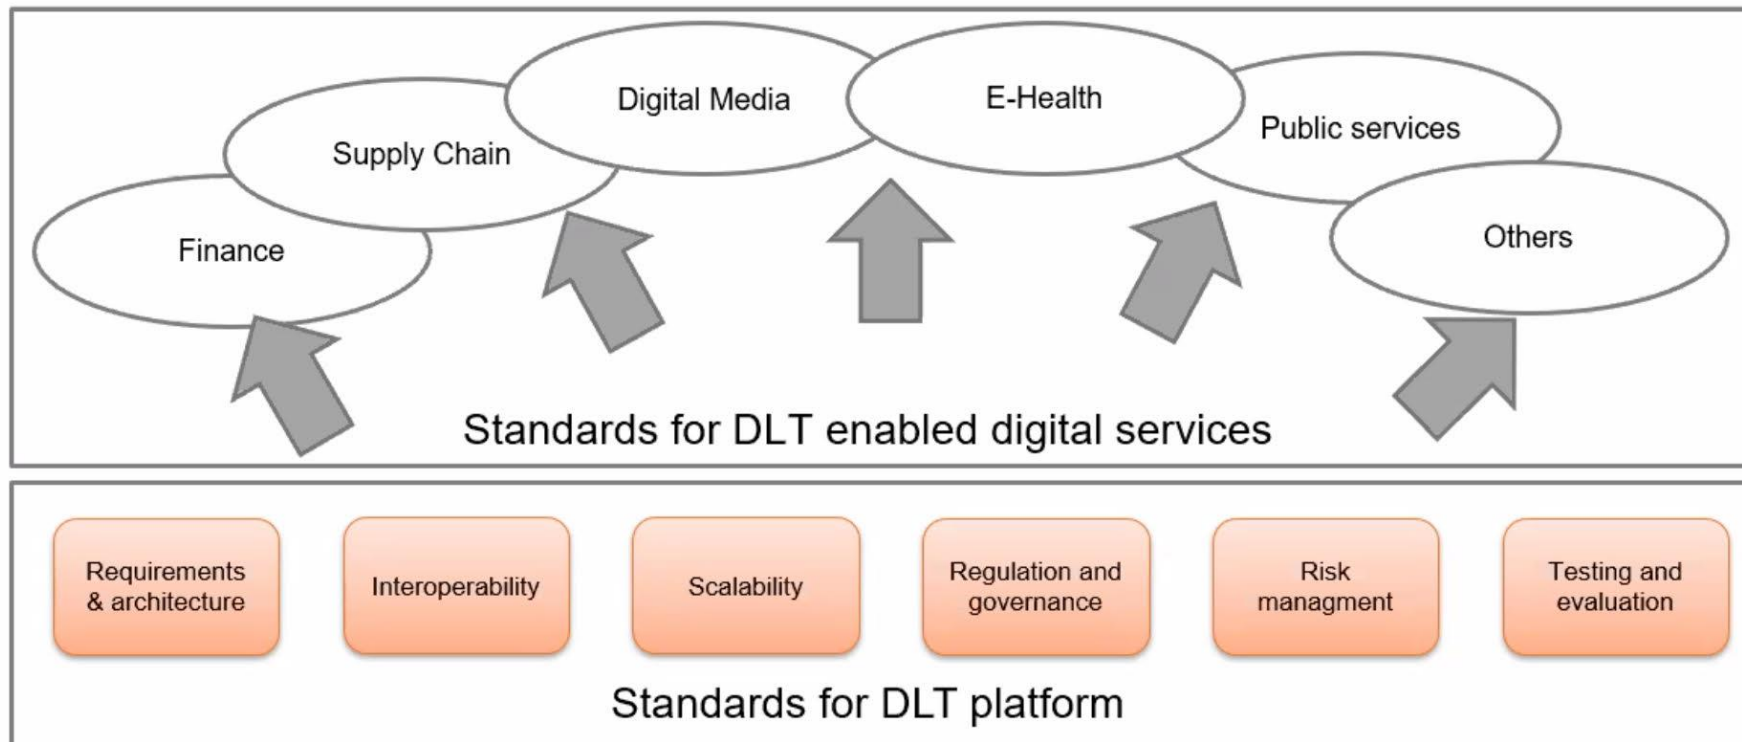 Finance
Supply Chain
Digital Media
E-Health
Public services
Others
Standards for DLT enabled digital services
Requirements
& architecture
Interoperability
Scalability
Regulation and
governance
Risk
managment
Testing and
evaluation
Standards for DLT platform